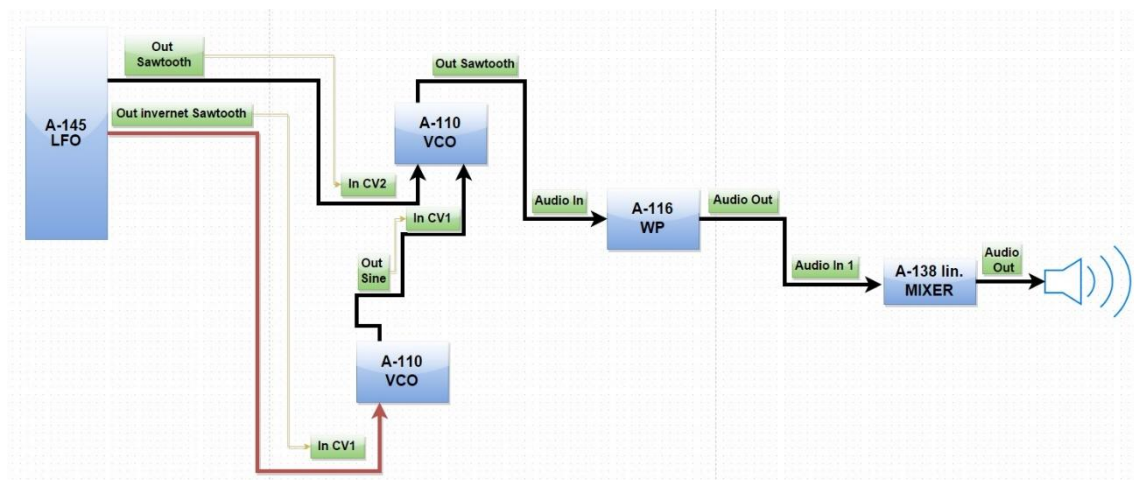 Out
Sawtooth
Out Sawtooth
A-145
LFO
Out invernet Sawtooth
A-110
VCO
In CV2
In CV1
Audio In
A-116
WP
Audio Out
Out
Sine
Audio In 1
A-138 lin.
MIXER
Audio
Out
A-110
VCO
In CV1